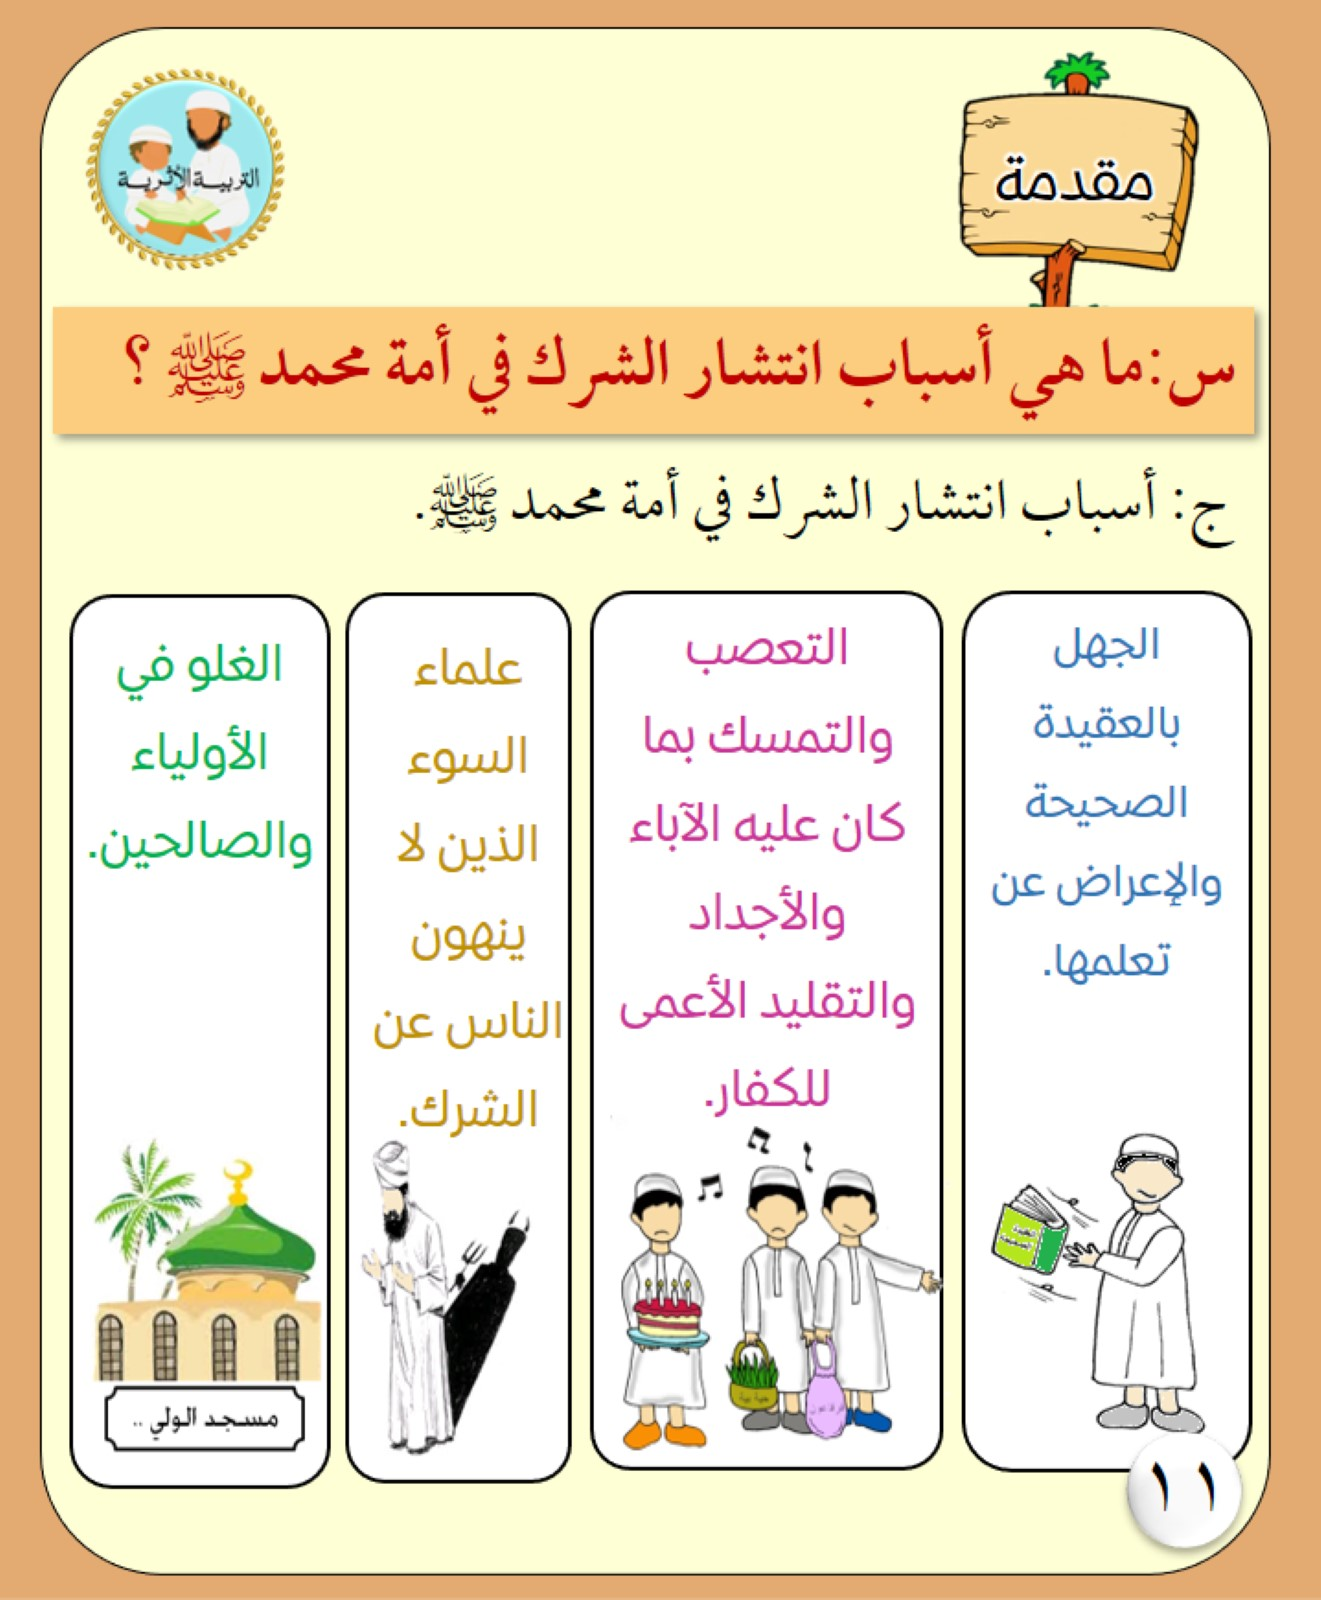 التربية الأثرية
مقدمة
س:ما هي أسباب انتشار الشرك في أمة محمد ﷺ ؟
ج: أسباب انتشار الشرك في أمة محمد ﷺ.
الجهل
بالعقيدة
الصحيحة
والإعراض عن
تعلمها.
التعصب
والتمسك بما
كان عليه الآباء
والأجداد
والتقليد الأعمى
للكفار.
علماء
السوء
الذين لا
ينهون
الناس عن
الشرك.
الغلو في
الأولياء
والصالحين.
مسجد الولي ..
١١